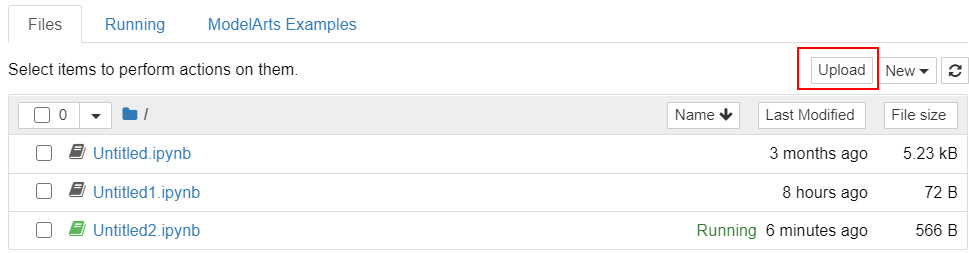 Files Running ModelArts Examples
Select items to perform actions on them. Upload New
0 / Name Last Modified File size
Untitled.ipynb 3 months ago 5.23 kB
Untitled1.ipynb 8 hours ago 72 B
Untitled2.ipynb Running 6 minutes ago 566 B